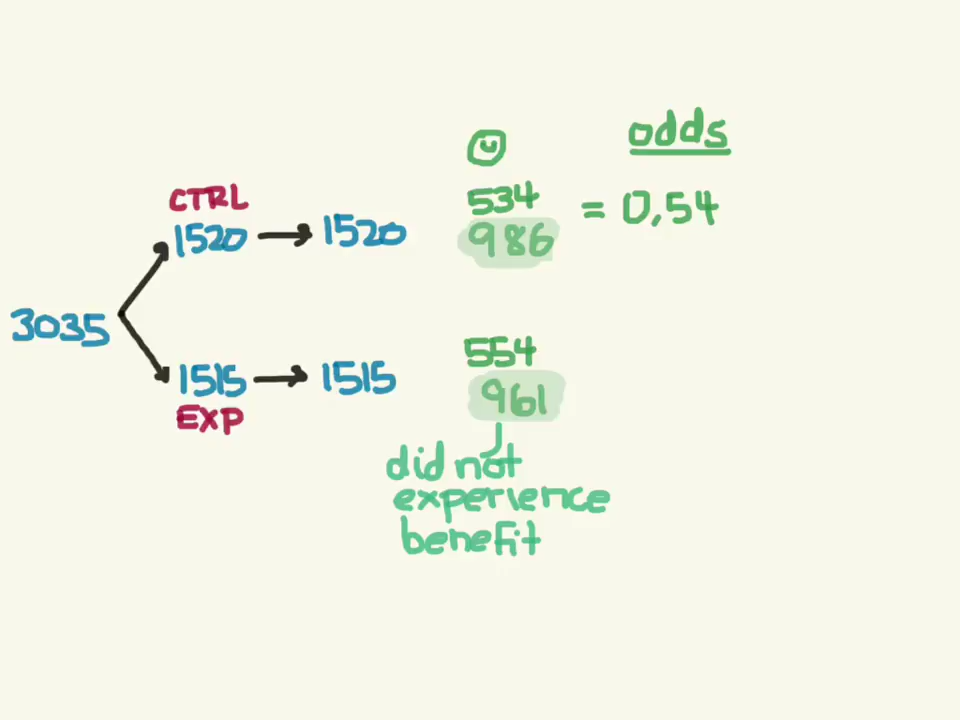 odds
CTRL
534 = 0,54
1520 1520 986
3035
554
1515 1515 961
EXP
did not
experience
benefit